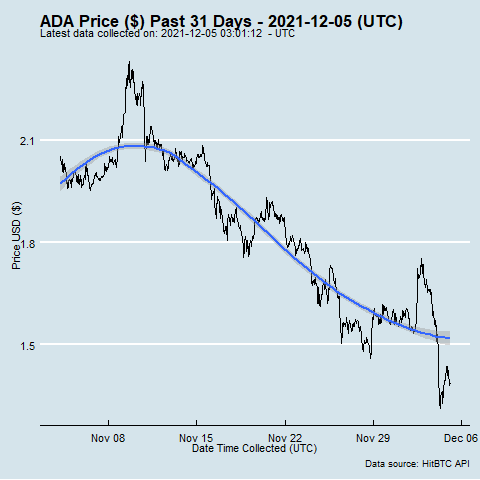 ADA Price ($) Past 31 Days - 2021-12-05 (UTC)
Latest data collected on: 2021-12-05 03:01:12  - UTC
2.1
1.8
1.5
Price USD ($)
Nov 08 Nov 15 Nov 22 Nov 29 Dec 06
Date Time Collected (UTC)
Data source: HitBTC API